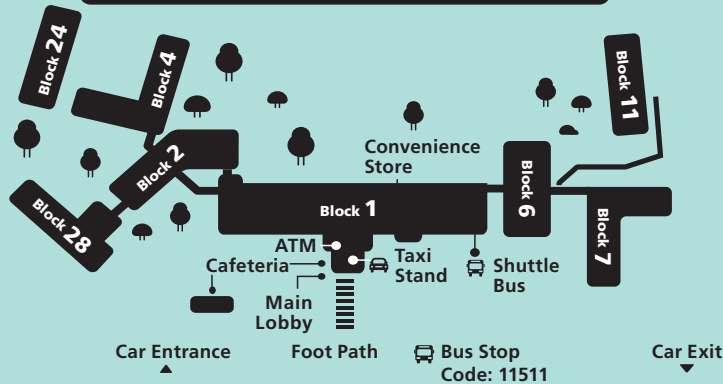 Block 24
Block 4
Block 11
Convenience
Store
Block 2
Block 28
Block 1
Block 6
Block 7
ATM
Cafeteria
Taxi
Stand
Shuttle
Bus
Main
Lobby
Car Entrance
Foot Path
Bus Stop
Code: 11511
Car Exit